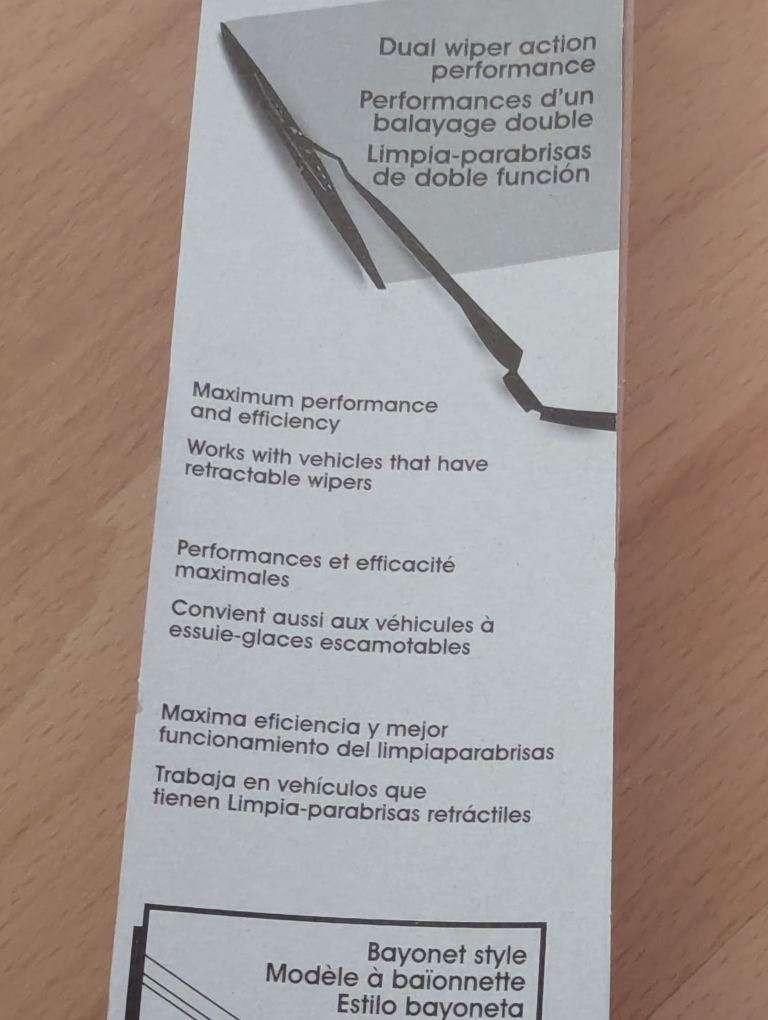 Dual wiper action
performance
Performances d'un
balayage double
Limpia-parabrisas
de doble función
Maximum performance
and efficiency
Works with vehicles that have
retractable wipers
Performances et efficacité
maximales
Convient aussi aux véhicules à
essuie-glaces escamotables
Maxima eficiencia y mejor
funcionamiento del limpiaparabrisas
Trabaja en vehículos que
tienen Limpia-parabrisas retráctiles
Bayonet style
Modèle à baïonnette
Estilo bayoneta